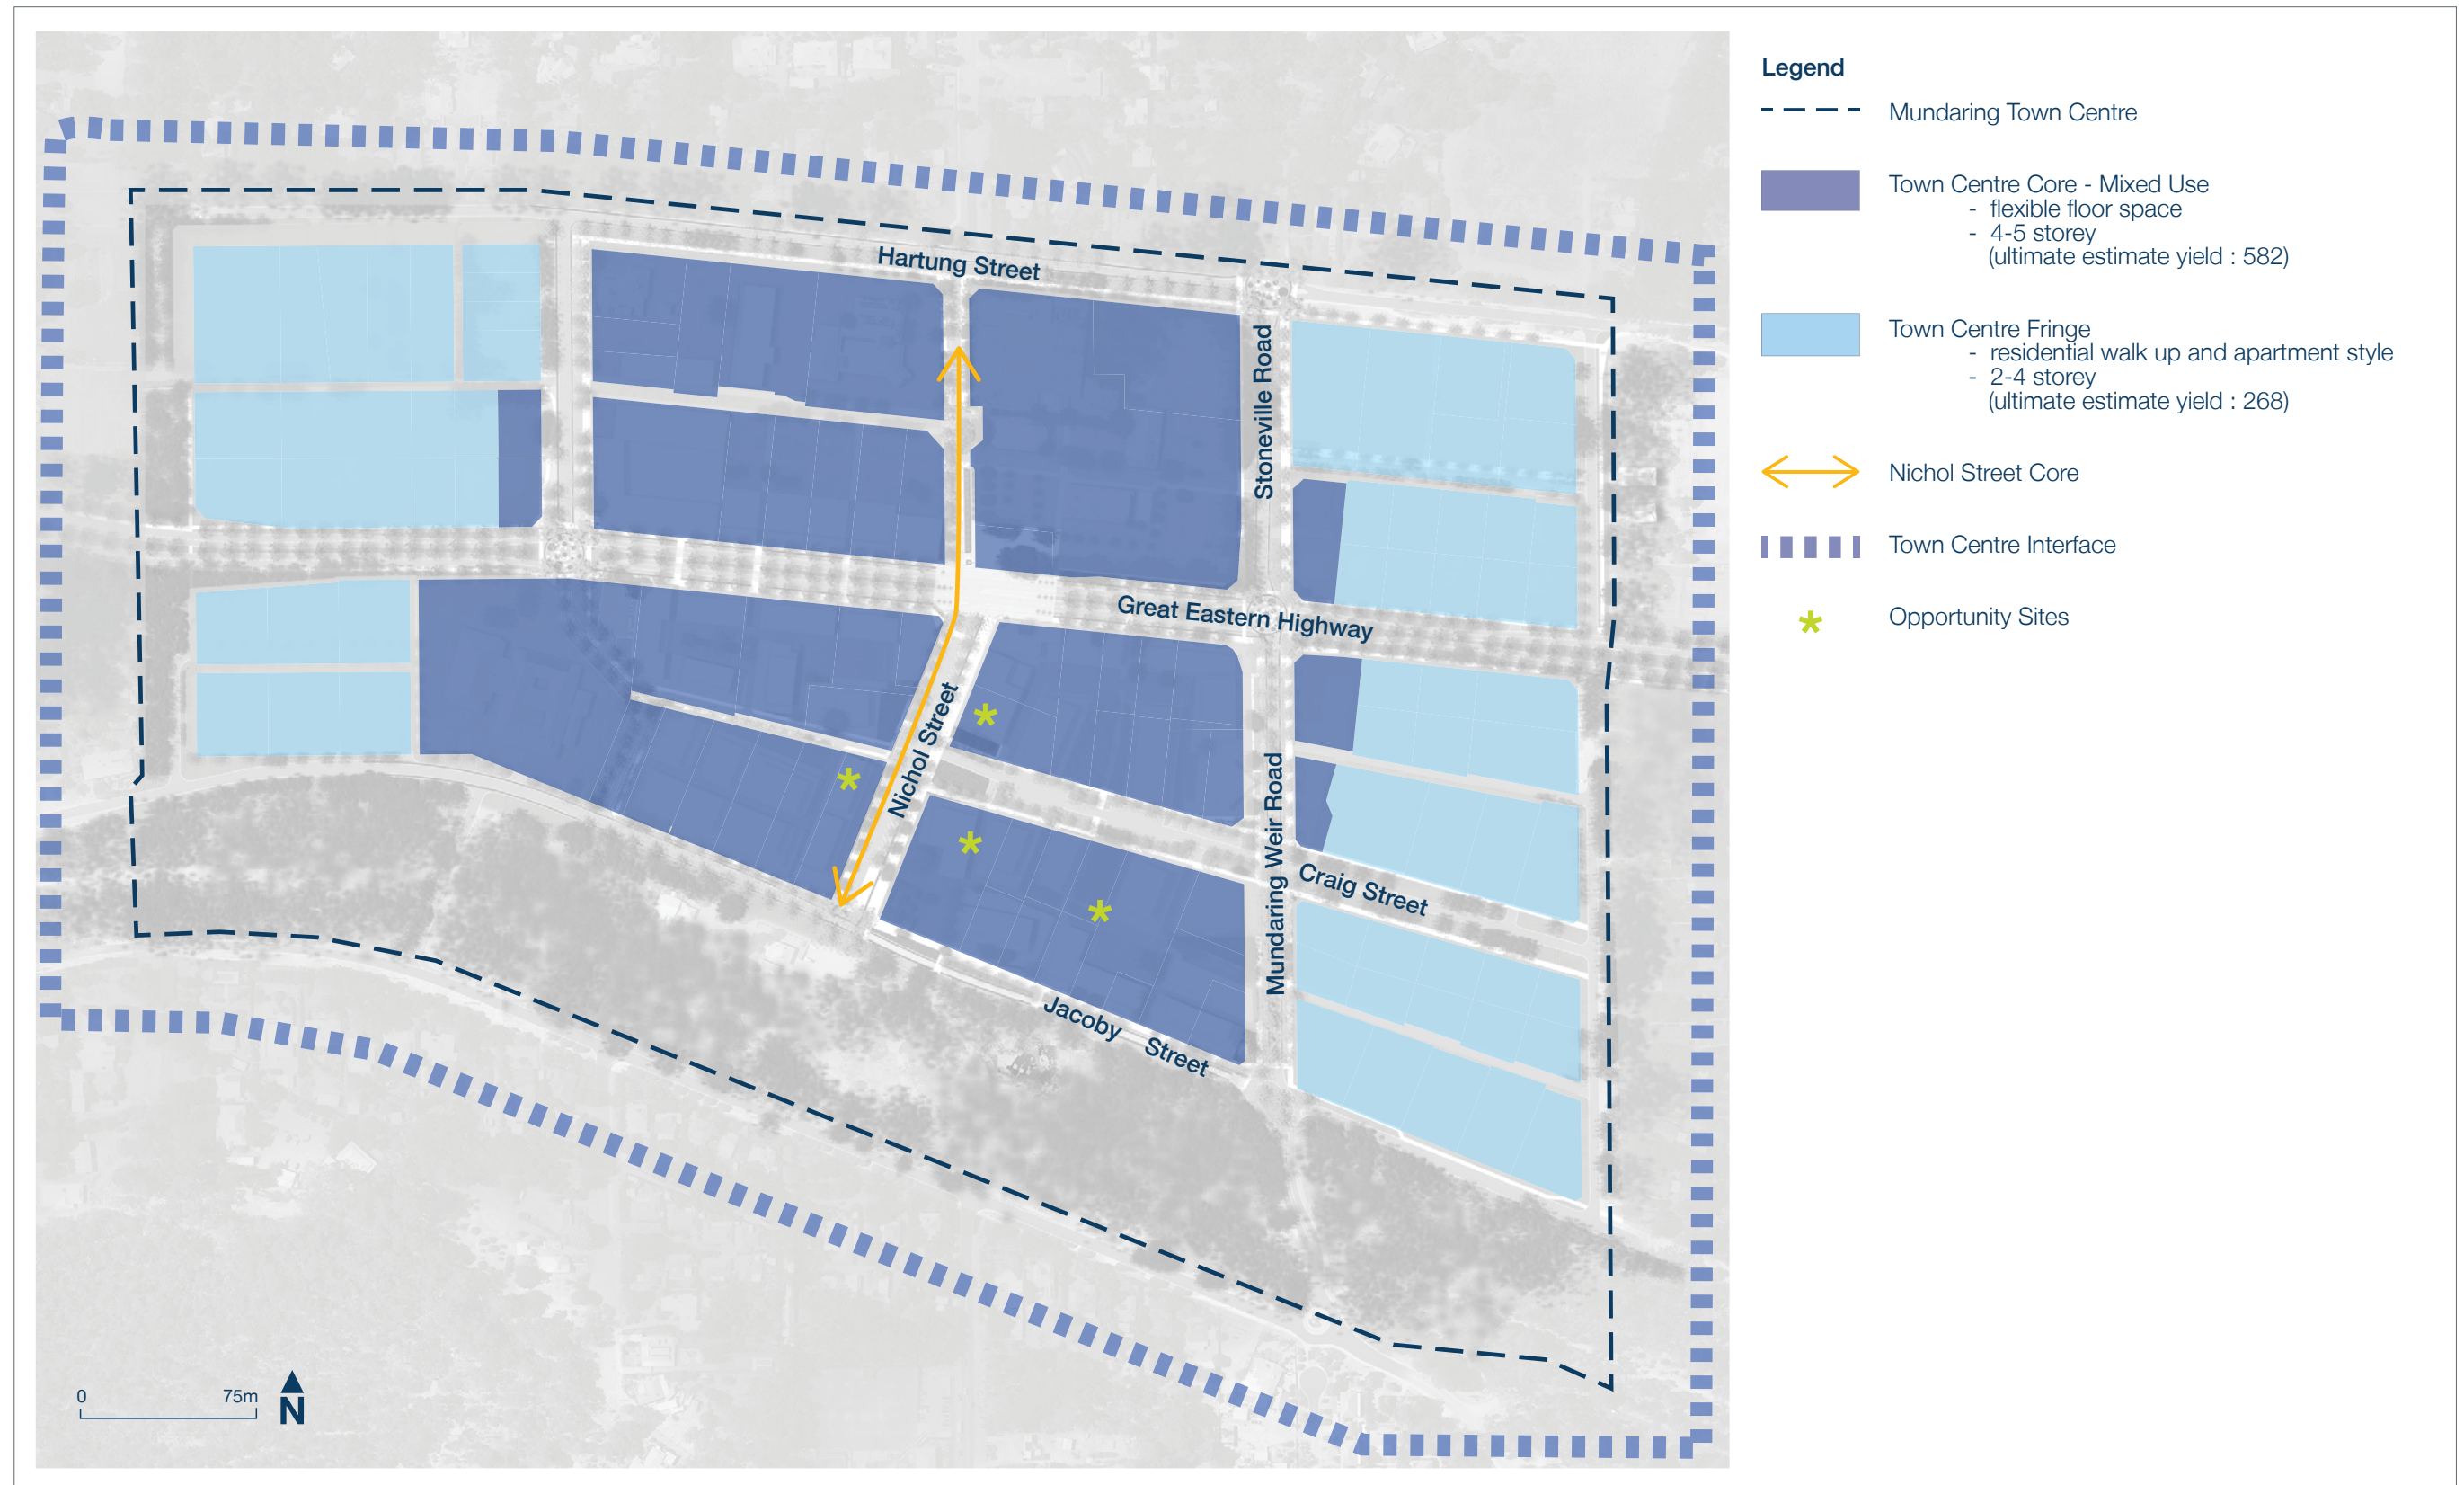 Legend
Mundaring Town Centre
Town Centre Core - Mixed Use
- flexible floor space
- 4-5 storey
(ultimate estimate yield : 582)
Town Centre Fringe
- residential walk up and apartment style
- 2-4 storey
(ultimate estimate yield : 268)
Nichol Street Core
Town Centre Interface
* Opportunity Sites
Hartung Street
Stoneville Road
Great Eastern Highway
Nichol Street
Mundaring Weir Road
Craig Street
Jacoby Street
0 75m
N